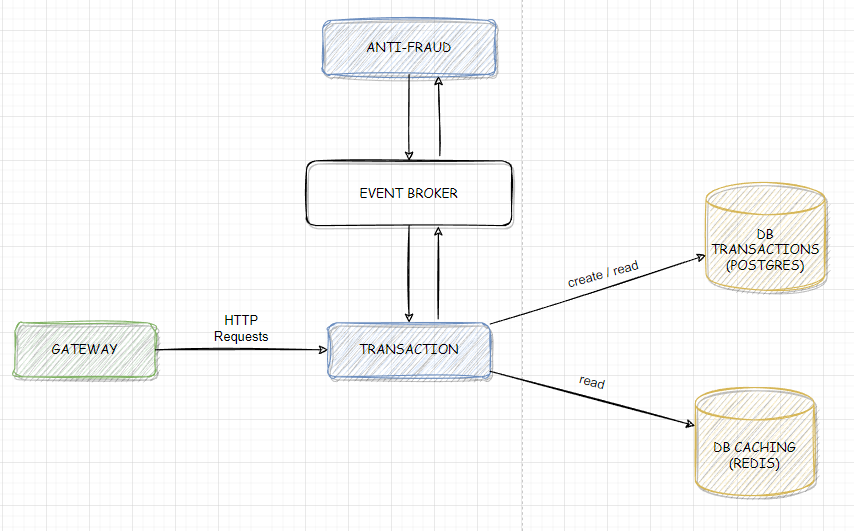 ANTI-FRAUD
EVENT BROKER
DB
TRANSACTIONS
(POSTGRES)
create / read
HTTP
Requests
GATEWAY
TRANSACTION
read
DB CACHING
(REDIS)